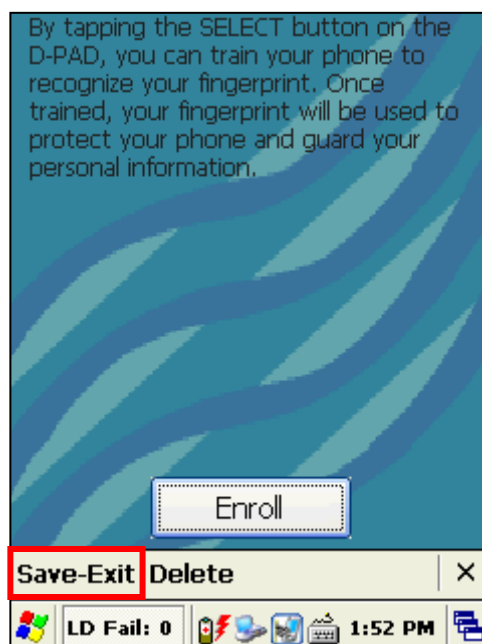 By tapping the SELECT button on the
D-PAD, you can train your phone to
recognize your fingerprint. Once
trained, your fingerprint will be used to
protect your phone and guard your
personal information.
Enroll
Save-Exit Delete ×
LD Fail: 0 1:52 PM